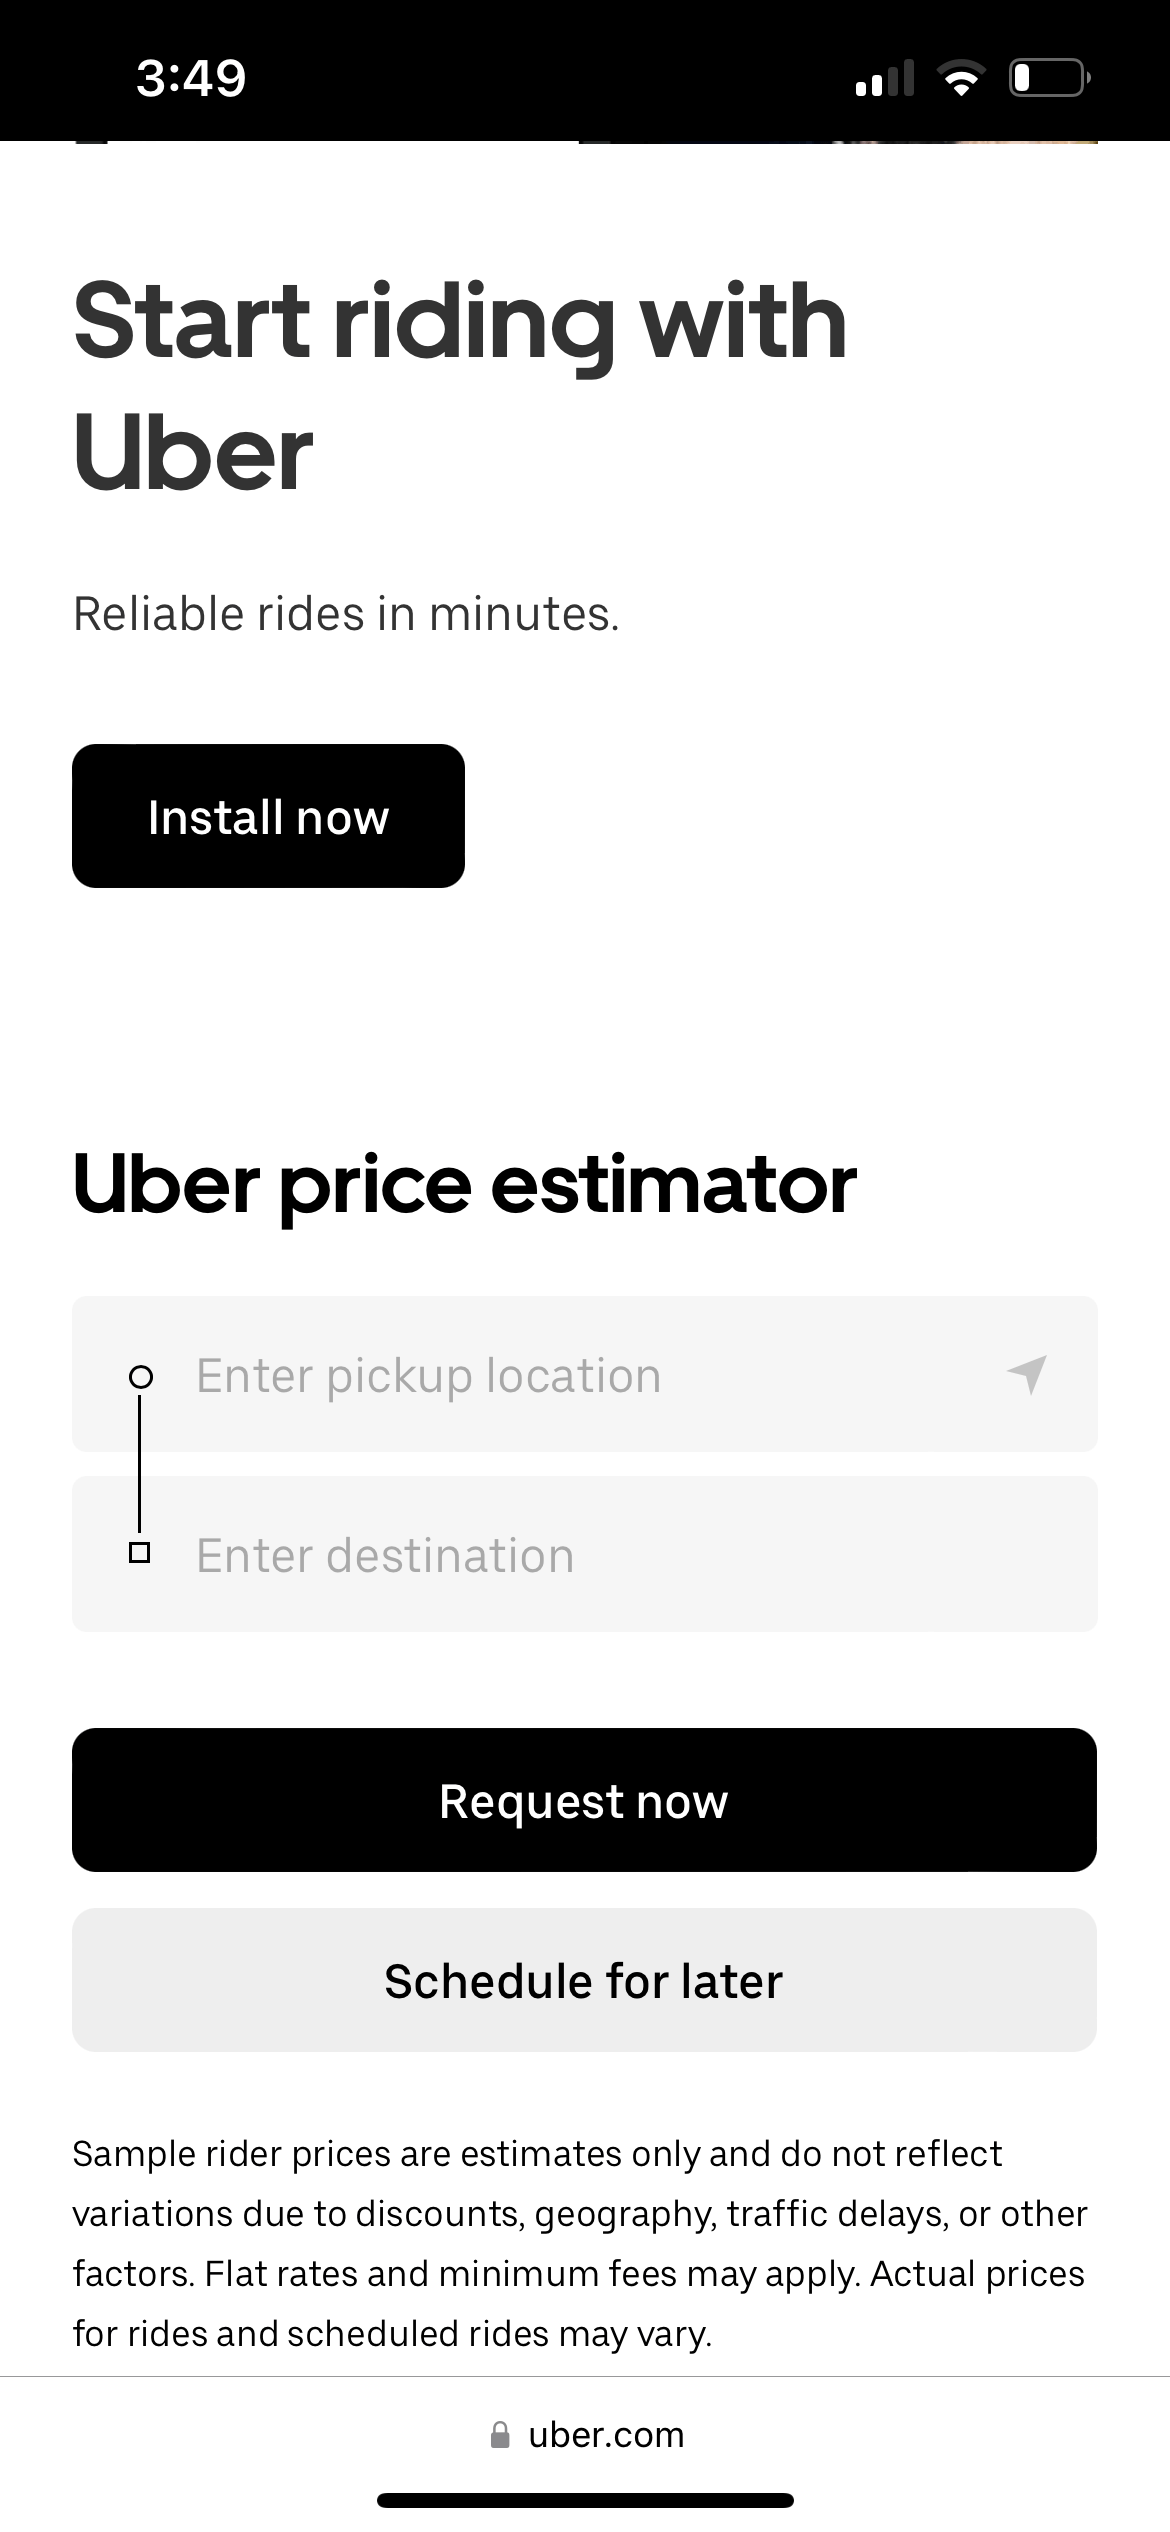 3:49
Start riding with
Uber
Reliable rides in minutes.
Install now
Uber price estimator
Enter pickup location
Enter destination
Request now
Schedule for later
Sample rider prices are estimates only and do not reflect
variations due to discounts, geography, traffic delays, or other
factors. Flat rates and minimum fees may apply. Actual prices
for rides and scheduled rides may vary.
uber.com